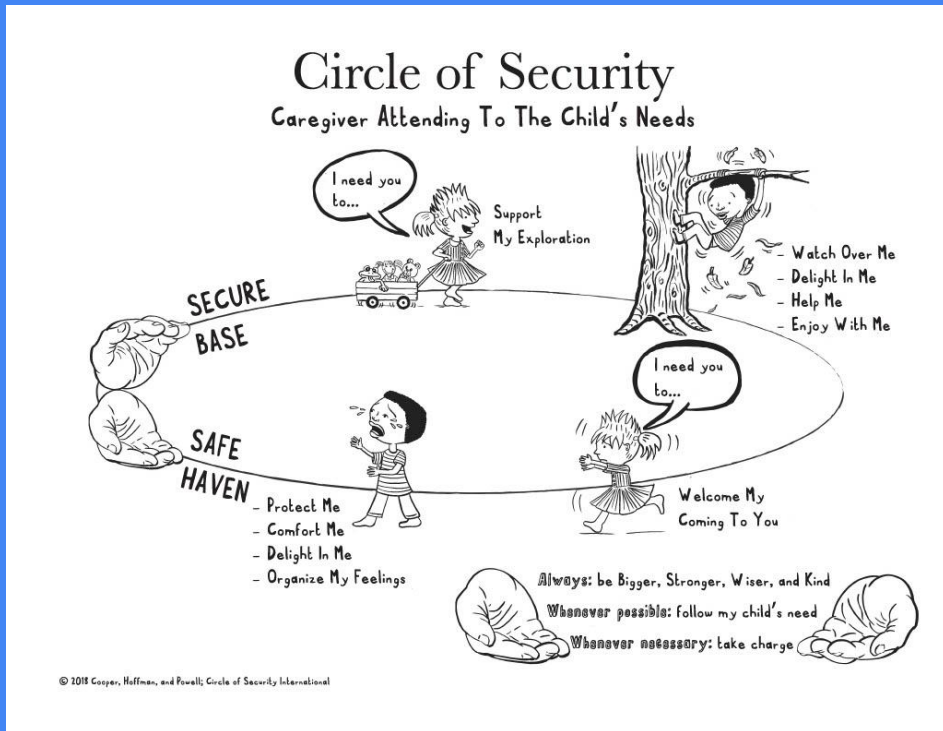 Circle of Security
Caregiver Attending To The Child's Needs
I need you
to...
Support
My Exploration
- Watch Over Me
- Delight In Me
- Help Me
- Enjoy With Me
SECURE
BASE
I need you
to...
SAFE
HAVEN
- Protect Me
- Comfort Me
- Delight In Me
- Organize My Feelings
Welcome My
Coming To You
Always: be Bigger, Stronger, Wiser, and Kind
Whenever possible: follow my child's need
Whenever necessary: take charge
© 2018 Cooper, Hoffman, and Powell; Circle of Security International